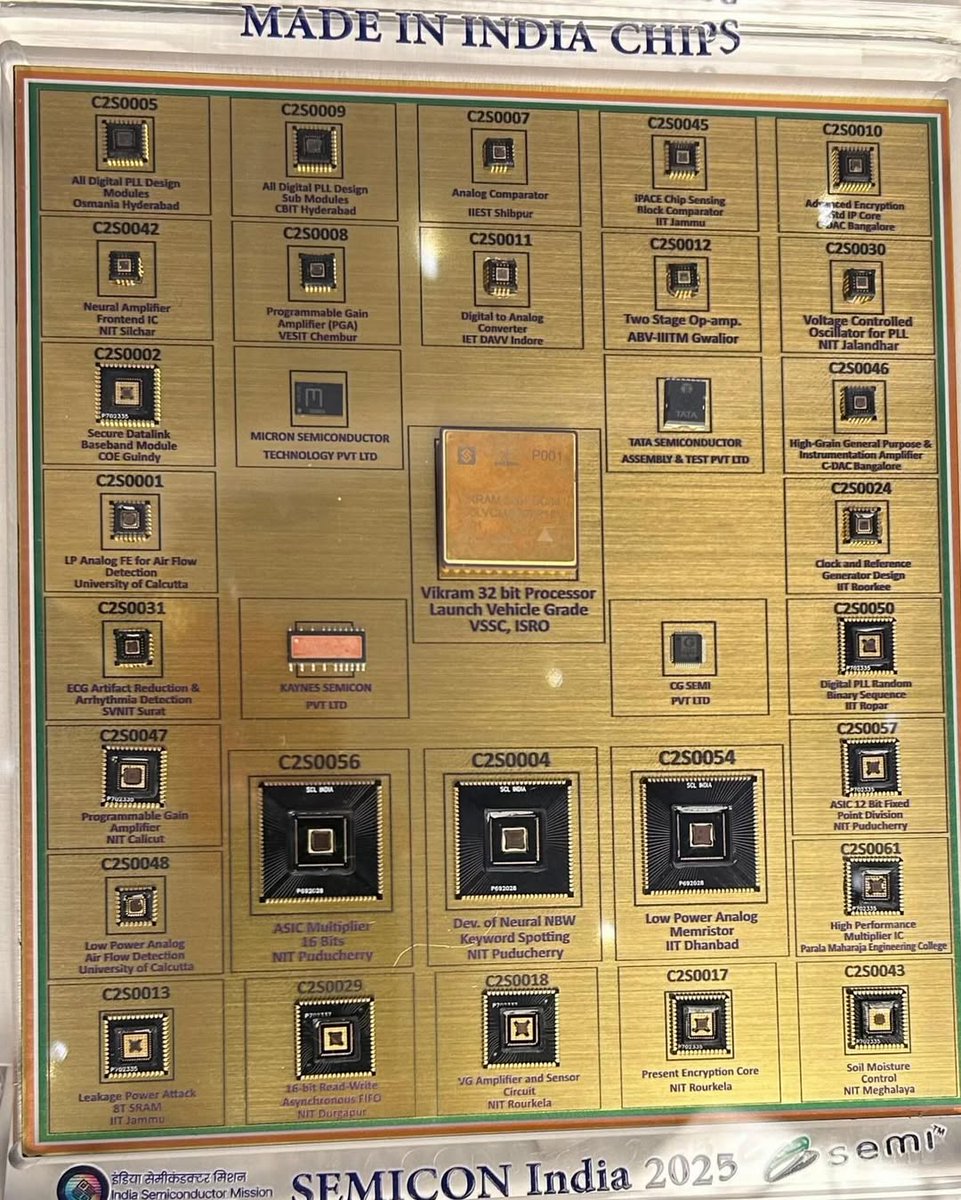 MADE IN INDIA CHIPS
C2S0005
All Digital PLL Design
Modules
Osmania Hyderabad
C2S0009
All Digital PLL Design
Sub Modules
CBIT Hyderabad
C2S0007
Analog Comparator
IIEST Shibpur
C2S0045
iPACE Chip Sensing
Block Comparator
IIT Jammu
C2S0010
Advanced Encryption
Std IP Core
C-DAC Bangalore
C2S0042
Neural Amplifier
Frontend IC
NIT Silchar
C2S0008
Programmable Gain
Amplifier (PGA)
VESIT Chembur
C2S0011
Digital to Analog
Converter
IET DAVV Indore
C2S0012
Two Stage Op-amp.
ABV-IIITM Gwalior
C2S0030
Voltage Controlled
Oscillator for PLL
NIT Jalandhar
C2S0002
P702335
Secure Datalink
Baseband Module
COE Guindy
MICRON SEMICONDUCTOR
TECHNOLOGY PVT LTD
TATA
TATA SEMICONDUCTOR
ASSEMBLY & TEST PVT LTD
C2S0046
High-Grain General Purpose &
Instrumentation Amplifier
C-DAC Bangalore
C2S0001
LP Analog FE for Air Flow
Detection
University of Calcutta
P001
Vikram 32 bit Processor
Launch Vehicle Grade
VSSC, ISRO
C2S0024
Clock and Reference
Generator Design
IIT Roorkee
C2S0031
ECG Artifact Reduction &
Arrhythmia Detection
SVNIT Surat
KAYNES SEMICON
PVT LTD
CG SEMI
PVT LTD
C2S0050
P702335
Digital PLL Random
Binary Sequence
IIT Ropar
C2S0047
P702335
Programmable Gain
Amplifier
NIT Calicut
C2S0056
SCL INDIA
P692028
ASIC Multiplier
16 Bits
NIT Puducherry
C2S0004
SCL INDIA
P692028
Dev. of Neural NBW
Keyword Spotting
NIT Puducherry
C2S0054
SCL INDIA
P692028
Low Power Analog
Memristor
IIT Dhanbad
C2S0057
P702335
ASIC 12 Bit Fixed
Point Division
NIT Puducherry
C2S0048
Low Power Analog
Air Flow Detection
University of Calcutta
C2S0061
P702335
High Performance
Multiplier IC
Parala Maharaja Engineering College
C2S0013
P702335
Leakage Power Attack
8T SRAM
IIT Jammu
C2S0029
16-bit Read-Write
Asynchronous FIFO
NIT Durgapur
C2S0018
VG Amplifier and Sensor
Circuit
NIT Rourkela
C2S0017
P702335
Present Encryption Core
NIT Rourkela
C2S0043
Soil Moisture
Control
NIT Meghalaya
इंडिया सेमीकंडक्टर मिशन
India Semiconductor Mission
SEMICON India 2025
semi™